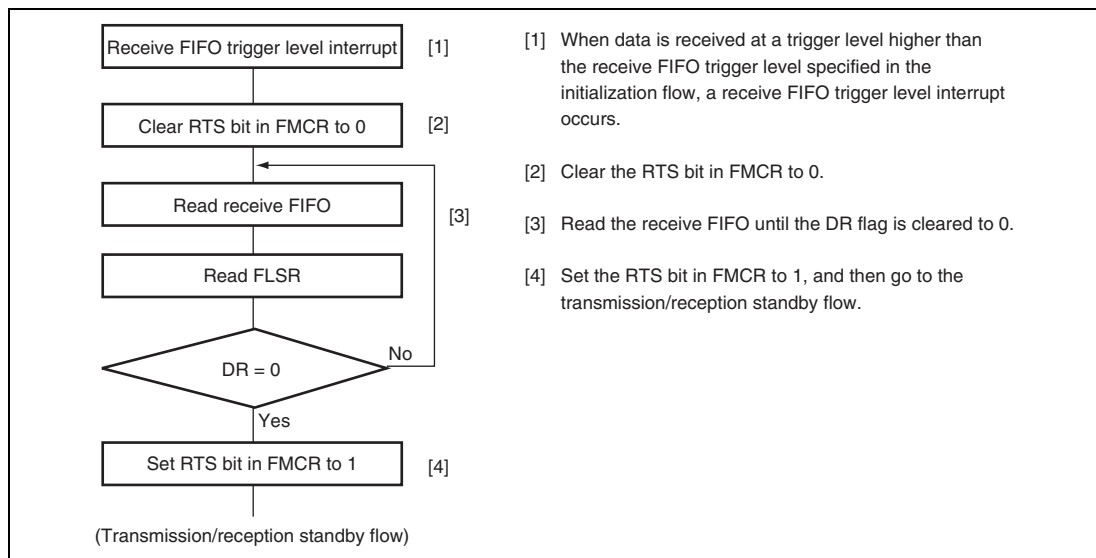 Receive FIFO trigger level interrupt
[1]
Clear RTS bit in FMCR to 0
[2]
Read receive FIFO
[3]
Read FLSR
DR = 0
No
Yes
Set RTS bit in FMCR to 1
[4]
(Transmission/reception standby flow)
[1] When data is received at a trigger level higher than
the receive FIFO trigger level specified in the
initialization flow, a receive FIFO trigger level interrupt
occurs.
[2] Clear the RTS bit in FMCR to 0.
[3] Read the receive FIFO until the DR flag is cleared to 0.
[4] Set the RTS bit in FMCR to 1, and then go to the
transmission/reception standby flow.